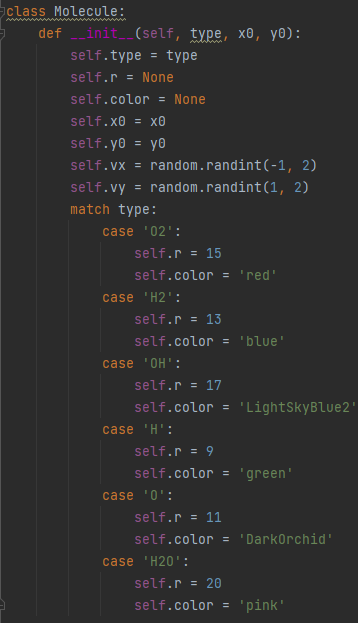 class Molecule:
    def __init__(self, type, x0, y0):
        self.type = type
        self.r = None
        self.color = None
        self.x0 = x0
        self.y0 = y0
        self.vx = random.randint(-1, 2)
        self.vy = random.randint(1, 2)
        match type:
            case 'O2':
                self.r = 15
                self.color = 'red'
            case 'H2':
                self.r = 13
                self.color = 'blue'
            case 'OH':
                self.r = 17
                self.color = 'LightSkyBlue2'
            case 'H':
                self.r = 9
                self.color = 'green'
            case 'O':
                self.r = 11
                self.color = 'DarkOrchid'
            case 'H2O':
                self.r = 20
                self.color = 'pink'